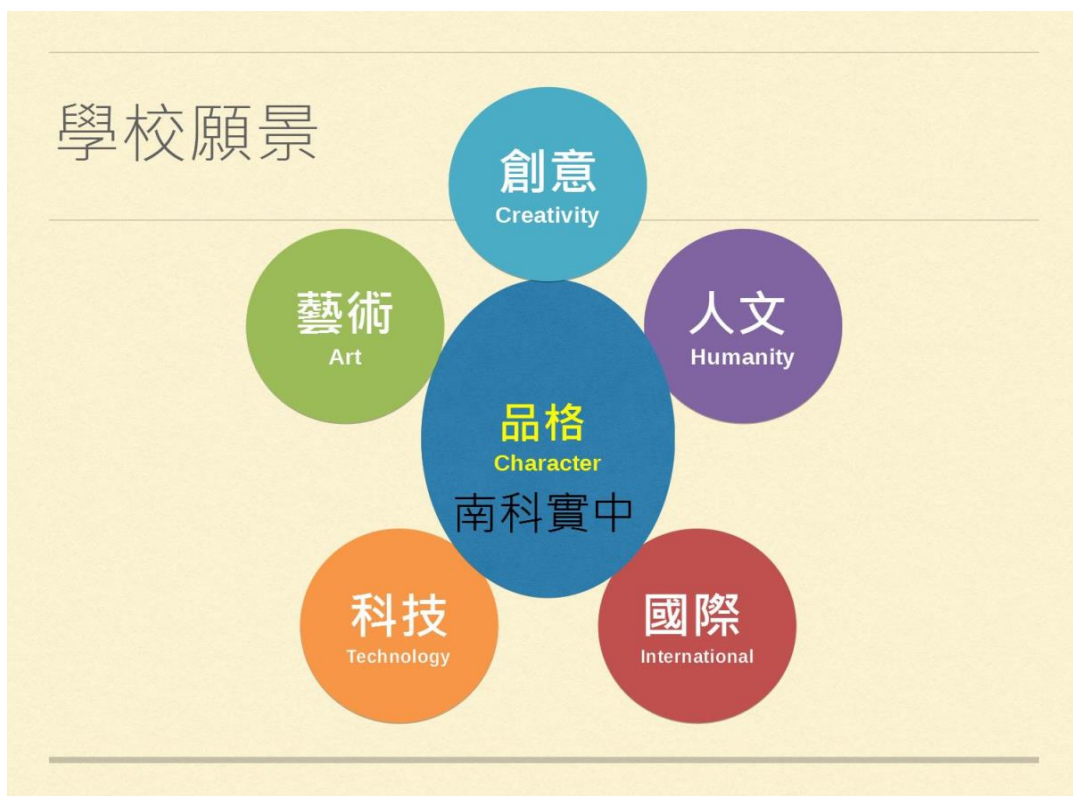 學校願景
創意
Creativity
藝術
Art
人文
Humanity
品格
Character
南科實中
科技
Technology
國際
International